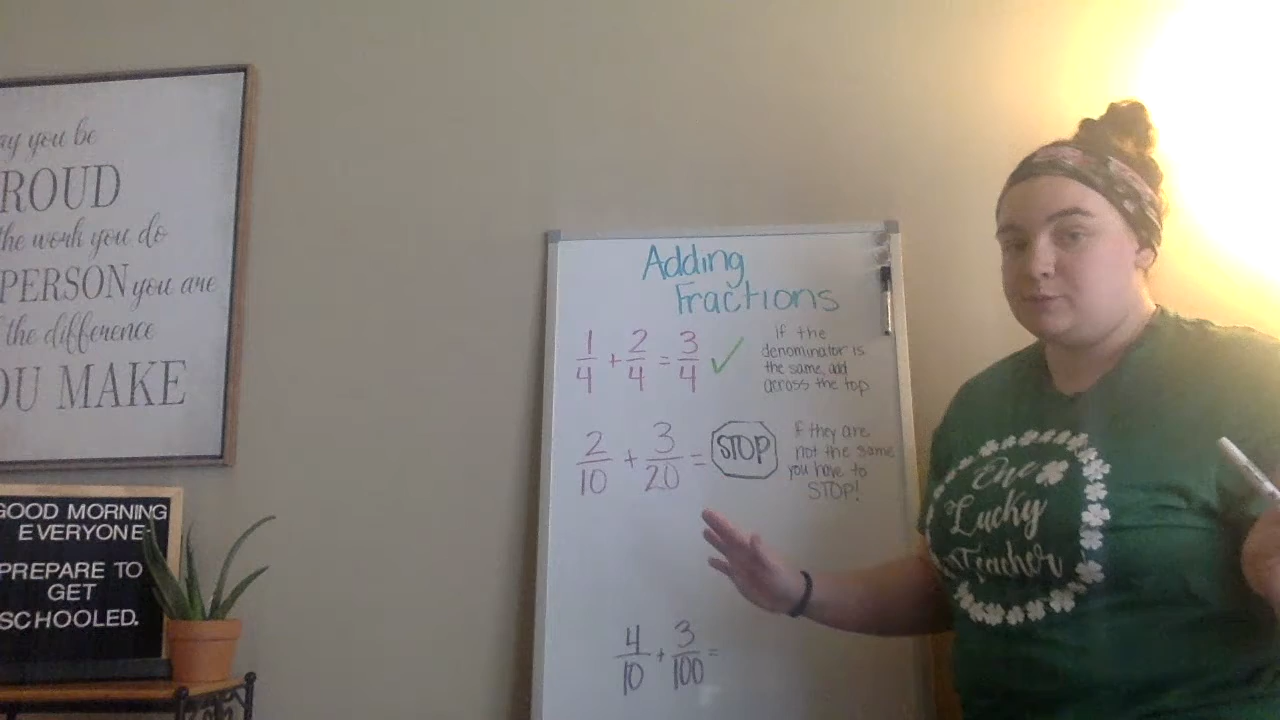 you be
ROUD
the work you do
PERSON you are
the difference
OU MAKE
GOOD MORNING
EVERYONE
PREPARE TO
GET
SCHOOLED.
Adding
Fractions
1/4 + 2/4 = 3/4 ✓
If the
denominator is
the same, add
across the top
2/10 + 3/20 = STOP
If they are
not the same
you have to
STOP!
4/10 + 3/100 =
One
Lucky
Teacher